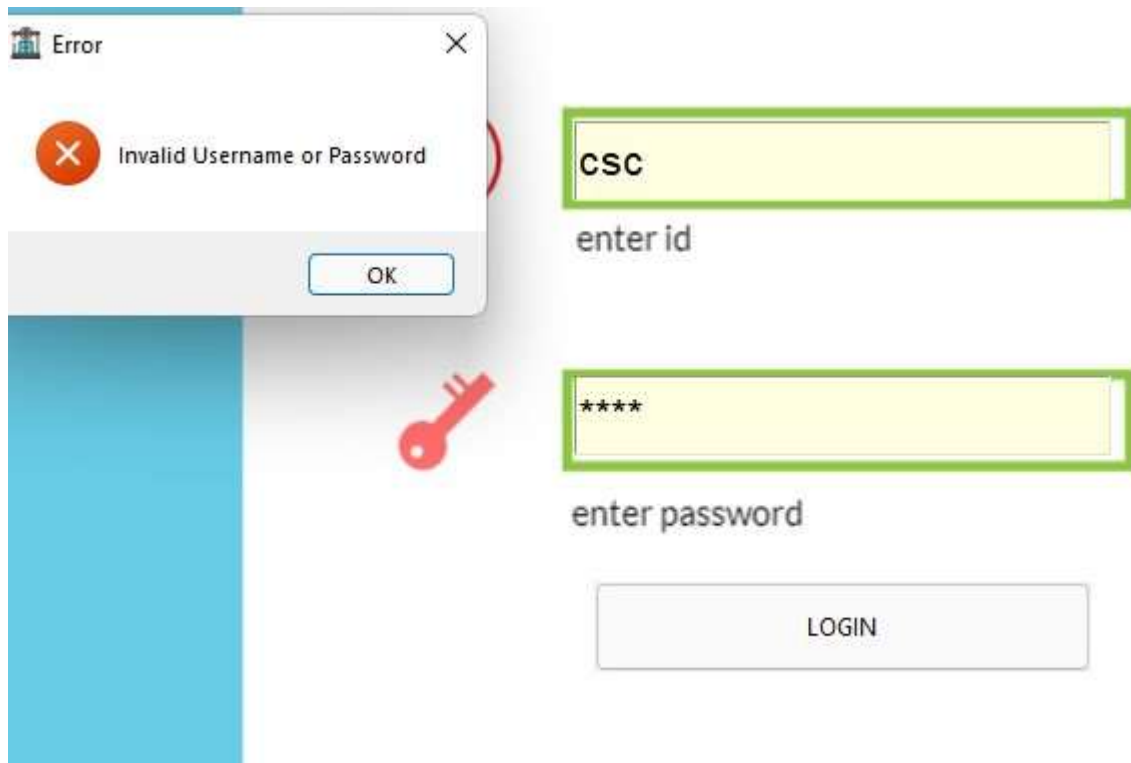 Error
Invalid Username or Password
OK
CSC
enter id
****
enter password
LOGIN